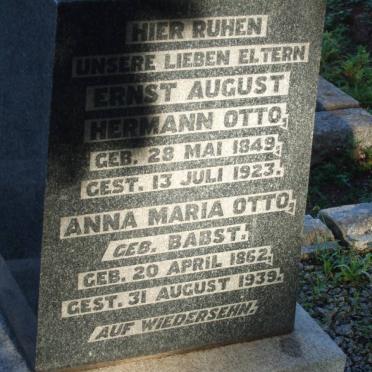 HIER RUHEN
UNSERE LIEBEN ELTERN
ERNST AUGUST
HERMANN OTTO,
GEB. 28 MAI 1849,
GEST. 13 JULI 1923.
ANNA MARIA OTTO,
GEB. BABST.
GEB. 20 APRIL 1862,
GEST. 31 AUGUST 1939.
AUF WIEDERSEHN.